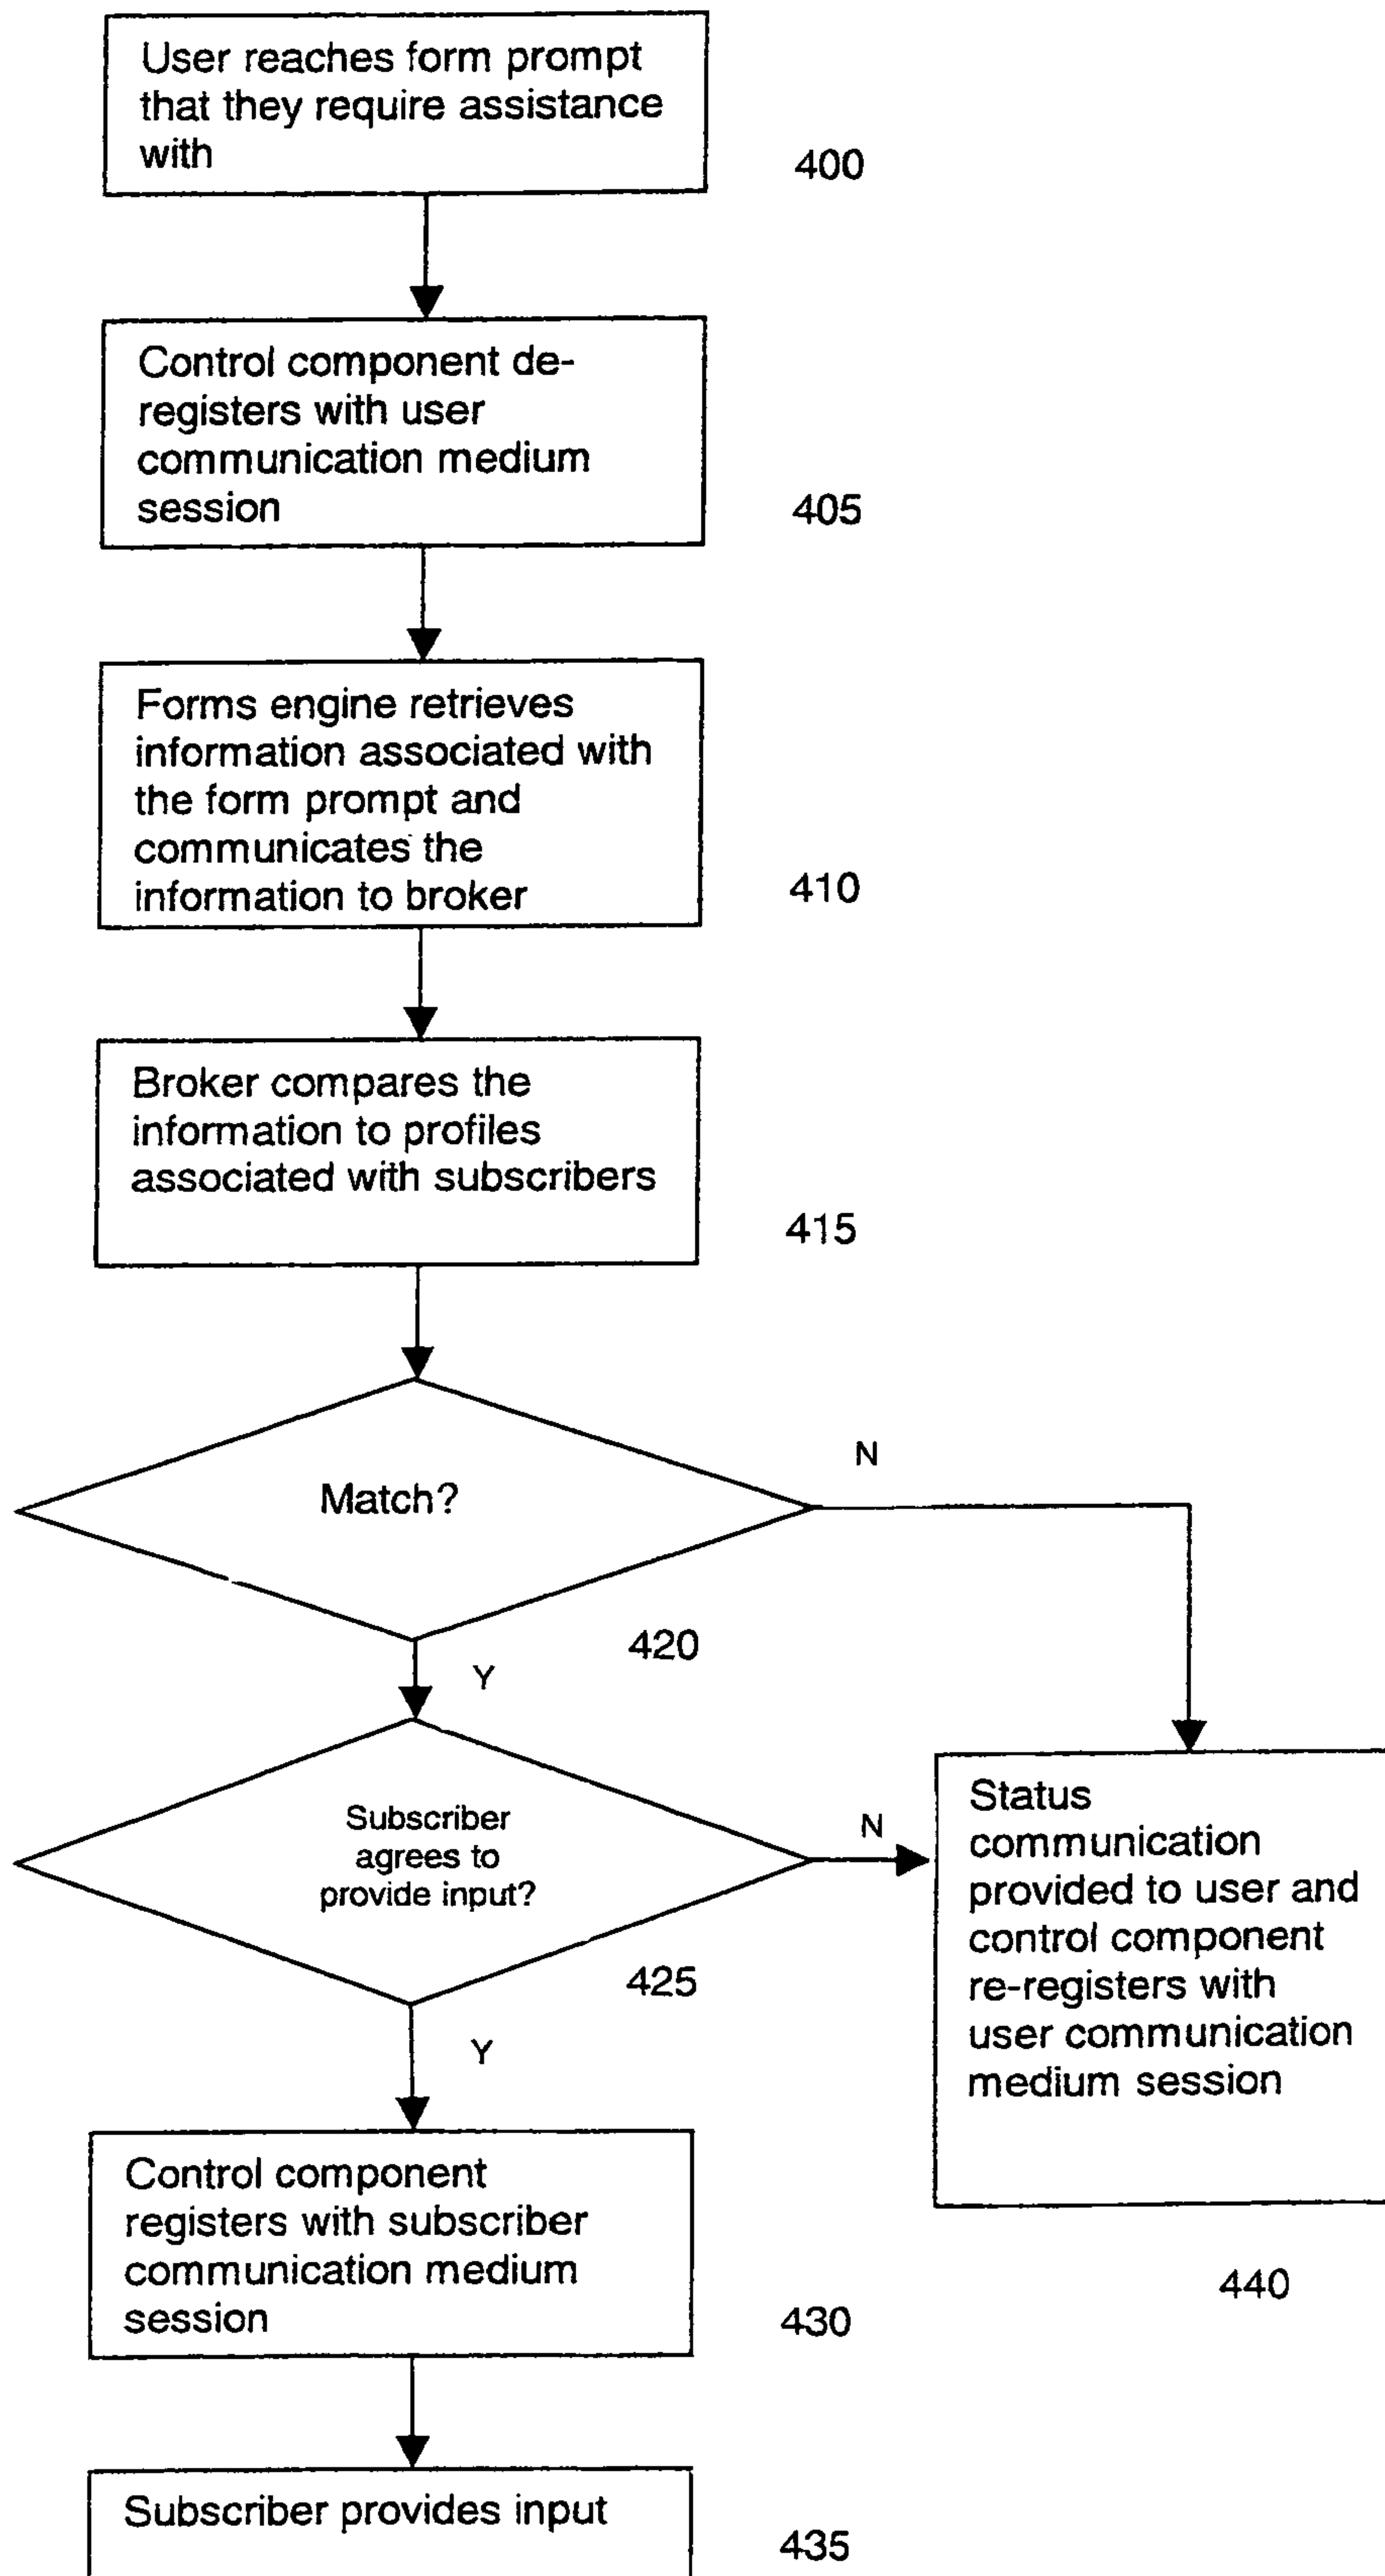 User reaches form prompt
that they require assistance
with
400
Control component de-
registers with user
communication medium
session
405
Forms engine retrieves
information associated with
the form prompt and
communicates the
information to broker
410
Broker compares the
information to profiles
associated with subscribers
415
Match?
N
420
Y
Subscriber
agrees to
provide input?
N
425
Y
Status
communication
provided to user and
control component
re-registers with
user communication
medium session
440
Control component
registers with subscriber
communication medium
session
430
Subscriber provides input
435